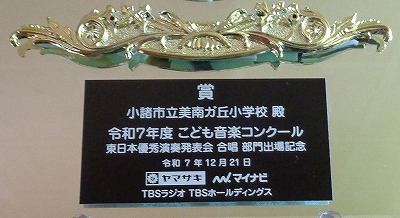 賞
小諸市立美南ガ丘小学校 殿
令和7年度 こども音楽コンクール
東日本優秀演奏発表会 合唱 部門出場記念
令和 7 年 12 月 21 日
ヤマザキ マイナビ
TBSラジオ TBSホールディングス